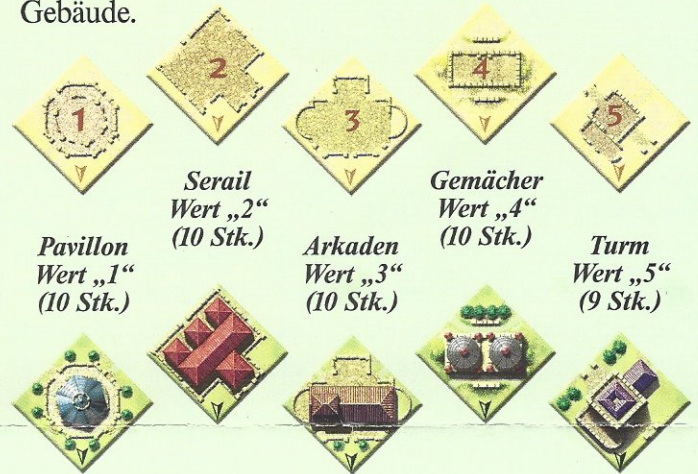 Gebäude.
1
2
3
4
5
Serail
Wert „2“
(10 Stk.)
Gemächer
Wert „4“
(10 Stk.)
Pavillon
Wert „1“
(10 Stk.)
Arkaden
Wert „3“
(10 Stk.)
Turm
Wert „5“
(9 Stk.)